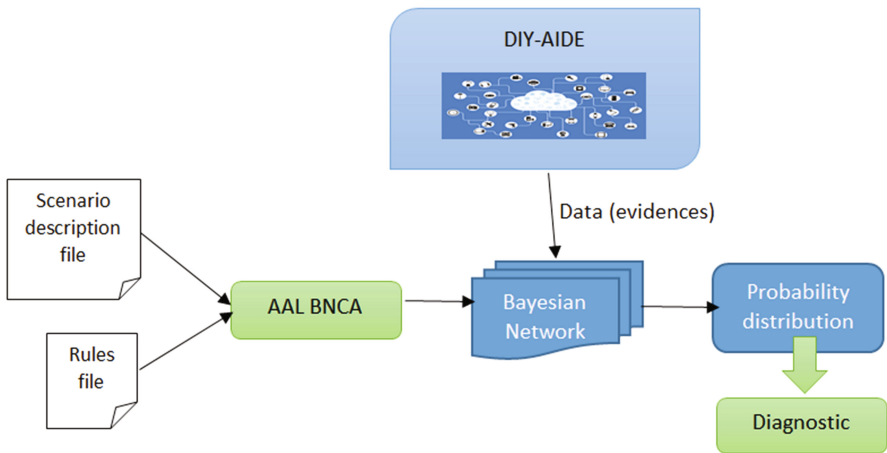 DIY-AIDE
Scenario
description
file
Data (evidences)
AAL BNCA
Bayesian
Network
Probability
distribution
Rules
file
Diagnostic